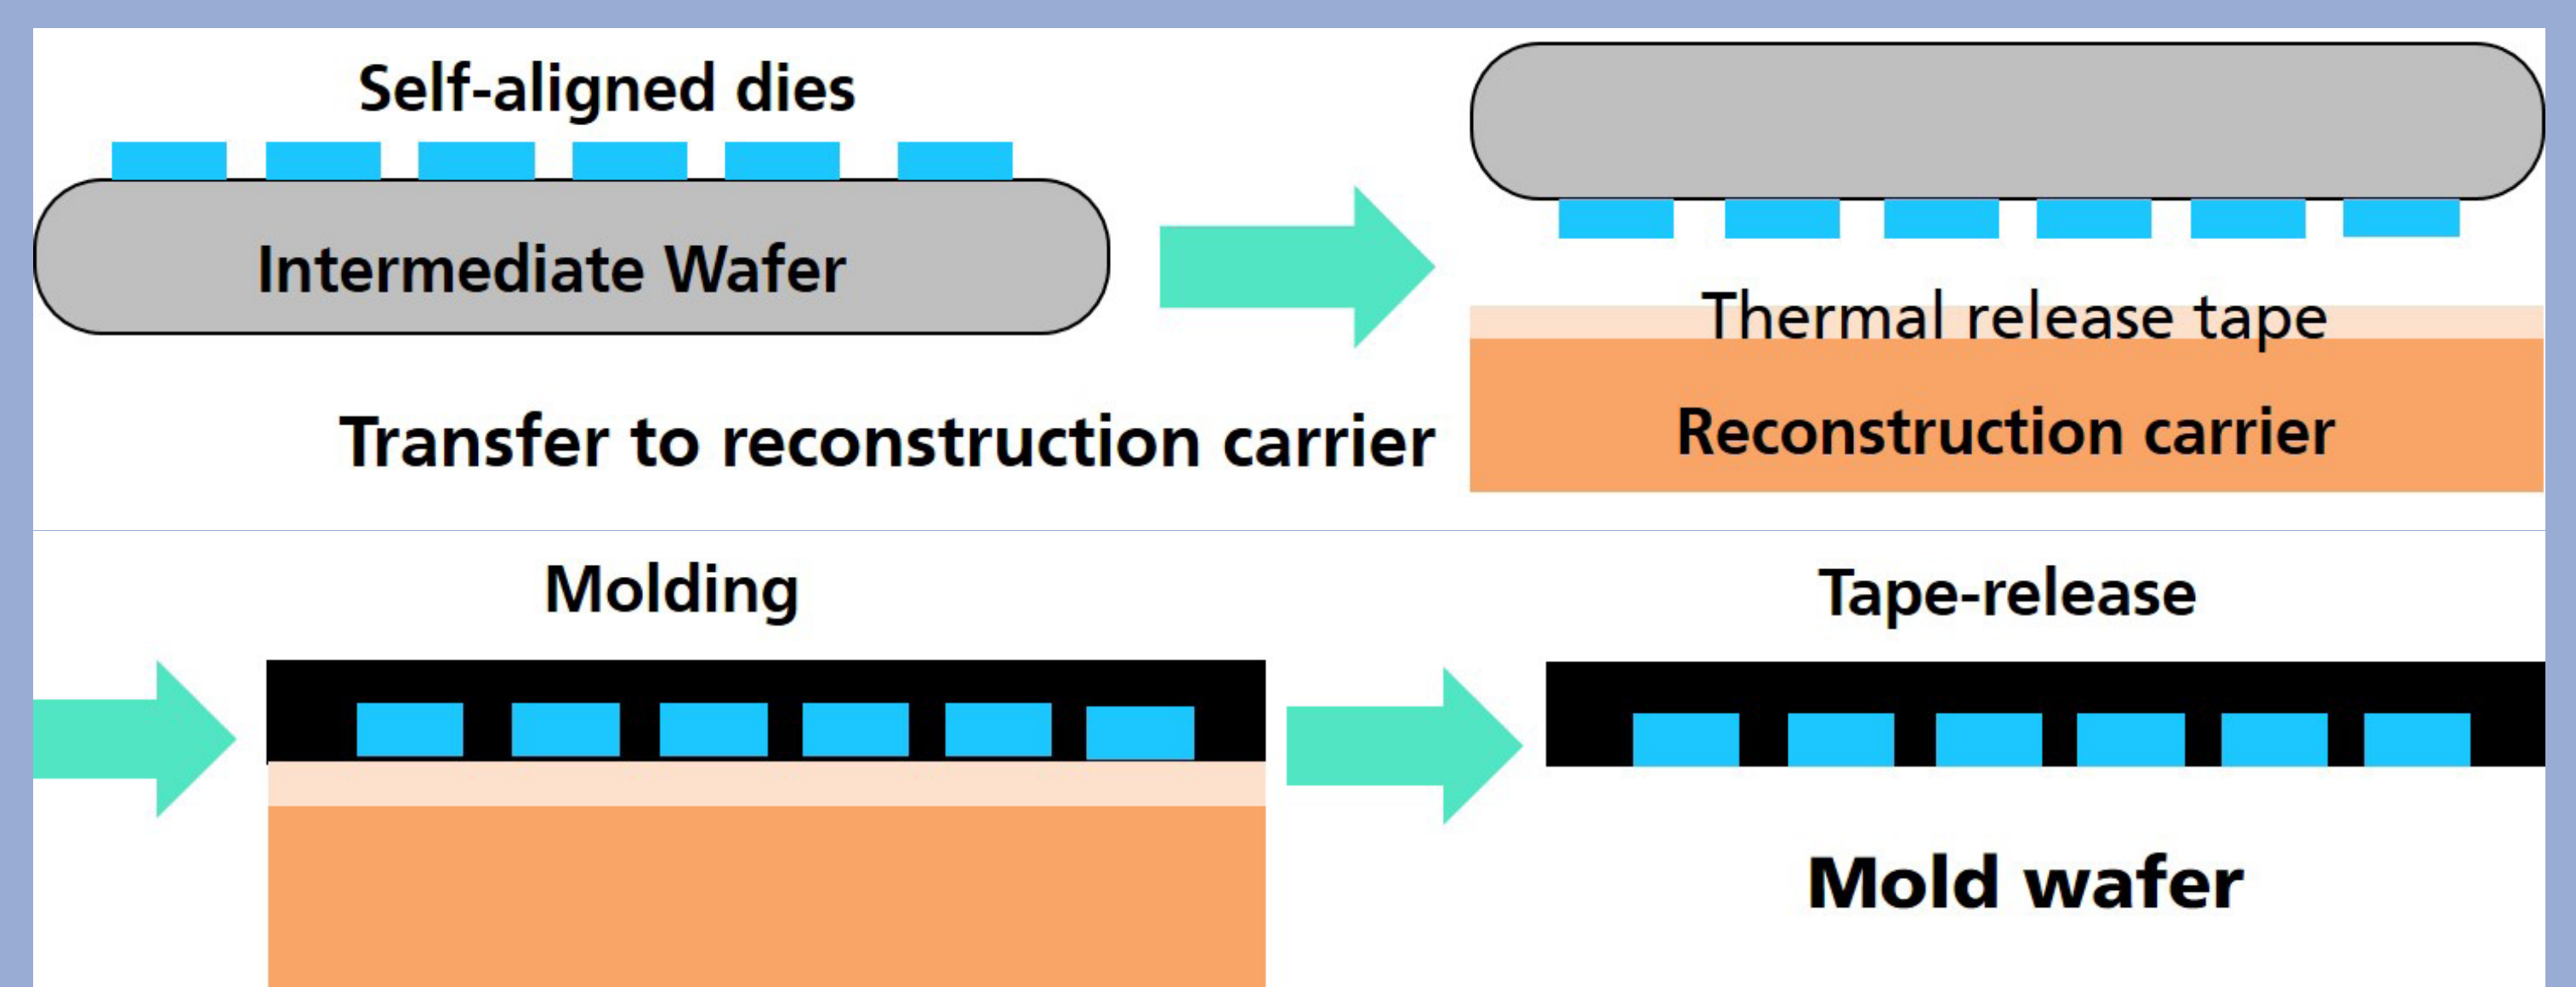 Self-aligned dies
Intermediate Wafer
Transfer to reconstruction carrier
Thermal release tape
Reconstruction carrier
Molding
Tape-release
Mold wafer